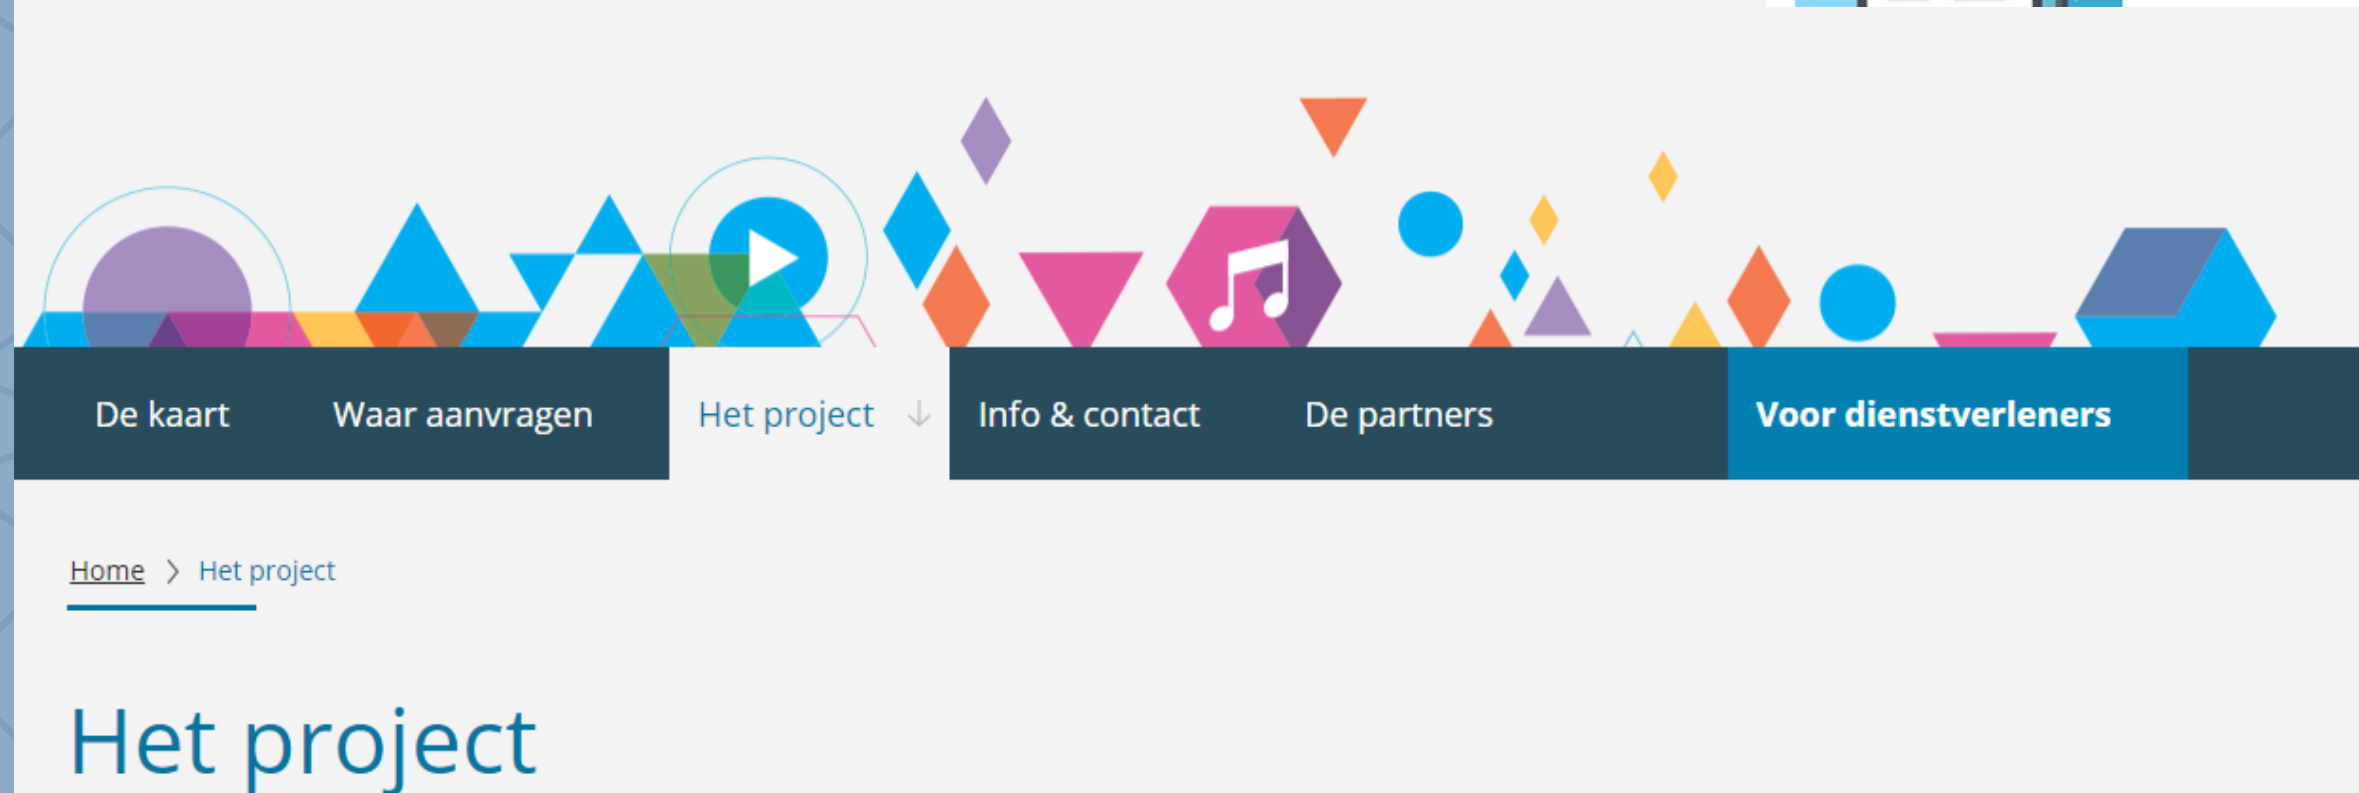 De kaart Waar aanvragen Het project Info & contact De partners Voor dienstverleners
Home > Het project
Het project